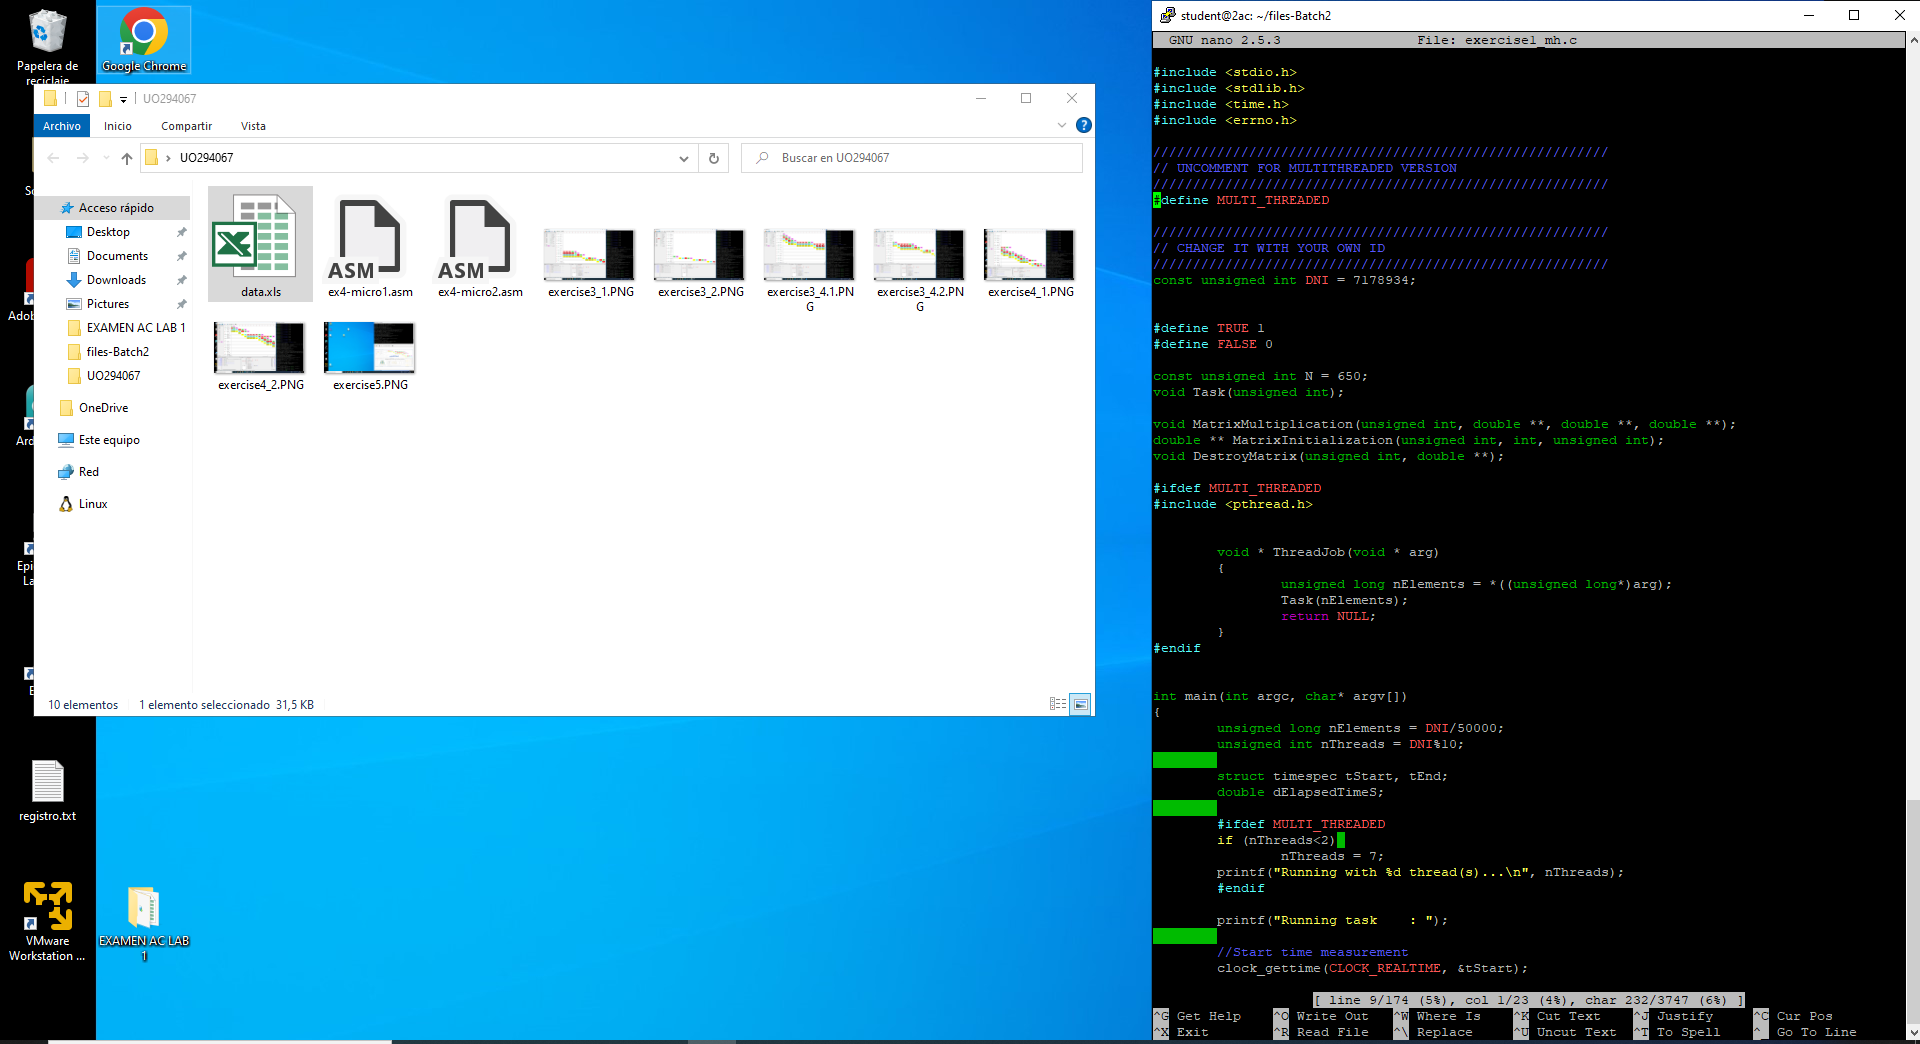 Papelera de
reciclaje
Google Chrome
UO294067
Archivo
Inicio
Compartir
Vista
UO294067
Buscar en UO294067
Acceso rápido
Desktop
Documents
Downloads
Pictures
EXAMEN AC LAB 1
files-Batch2
UO294067
OneDrive
Este equipo
Red
Linux
data.xls
ASM
ex4-micro1.asm
ASM
ex4-micro2.asm
exercise3_1.PNG
exercise3_2.PNG
exercise3_4.1.PN
G
exercise3_4.2.PN
G
exercise4_1.PNG
exercise4_2.PNG
exercise5.PNG
10 elementos
1 elemento seleccionado 31,5 KB
registro.txt
VMware
Workstation ...
EXAMEN AC LAB
1
student@2ac: ~/files-Batch2
GNU nano 2.5.3 File: exercise1_mh.c
#include <stdio.h>
#include <stdlib.h>
#include <time.h>
#include <errno.h>
/////////////////////////////////////////////////////////
// UNCOMMENT FOR MULTITHREADED VERSION
/////////////////////////////////////////////////////////
#define MULTI_THREADED
/////////////////////////////////////////////////////////
// CHANGE IT WITH YOUR OWN ID
/////////////////////////////////////////////////////////
const unsigned int DNI = 7178934;
#define TRUE 1
#define FALSE 0
const unsigned int N = 650;
void Task(unsigned int);
void MatrixMultiplication(unsigned int, double **, double **, double **);
double ** MatrixInitialization(unsigned int, int, unsigned int);
void DestroyMatrix(unsigned int, double **);
#ifdef MULTI_THREADED
#include <pthread.h>
void * ThreadJob(void * arg)
{
unsigned long nElements = *((unsigned long*)arg);
Task(nElements);
return NULL;
}
#endif
int main(int argc, char* argv[])
{
unsigned long nElements = DNI/50000;
unsigned int nThreads = DNI%10;
struct timespec tStart, tEnd;
double dElapsedTimeS;
#ifdef MULTI_THREADED
if (nThreads<2)
nThreads = 7;
printf("Running with %d thread(s)...\n", nThreads);
#endif
printf("Running task    : ");
//Start time measurement
clock_gettime(CLOCK_REALTIME, &tStart);
[ line 9/174 (5%), col 1/23 (4%), char 232/3747 (6%) ]
^G Get Help ^O Write Out ^W Where Is ^K Cut Text ^J Justify ^C Cur Pos
^X Exit ^R Read File ^\ Replace ^U Uncut Text ^T To Spell ^_ Go To Line